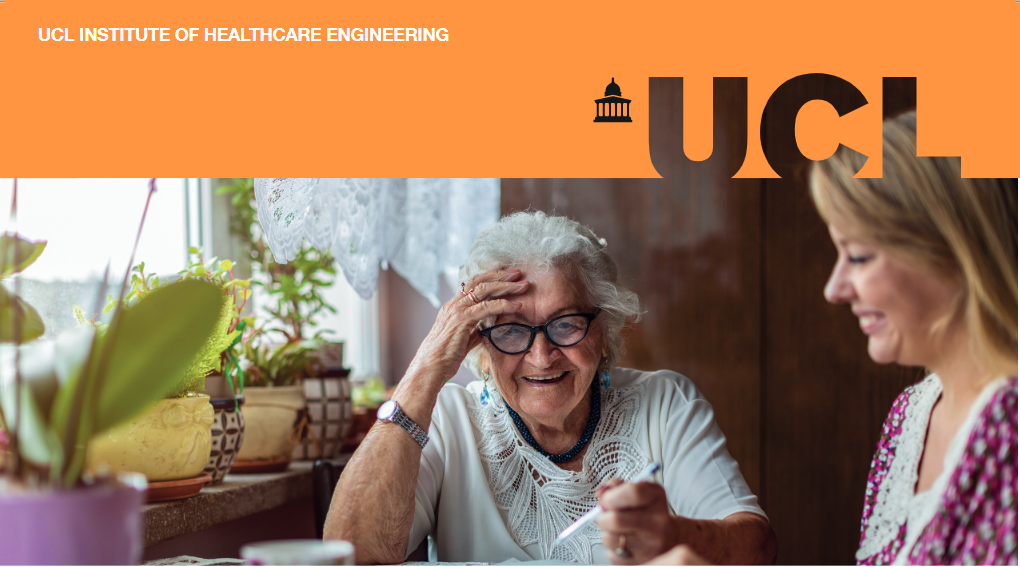 UCL INSTITUTE OF HEALTHCARE ENGINEERING
UCL